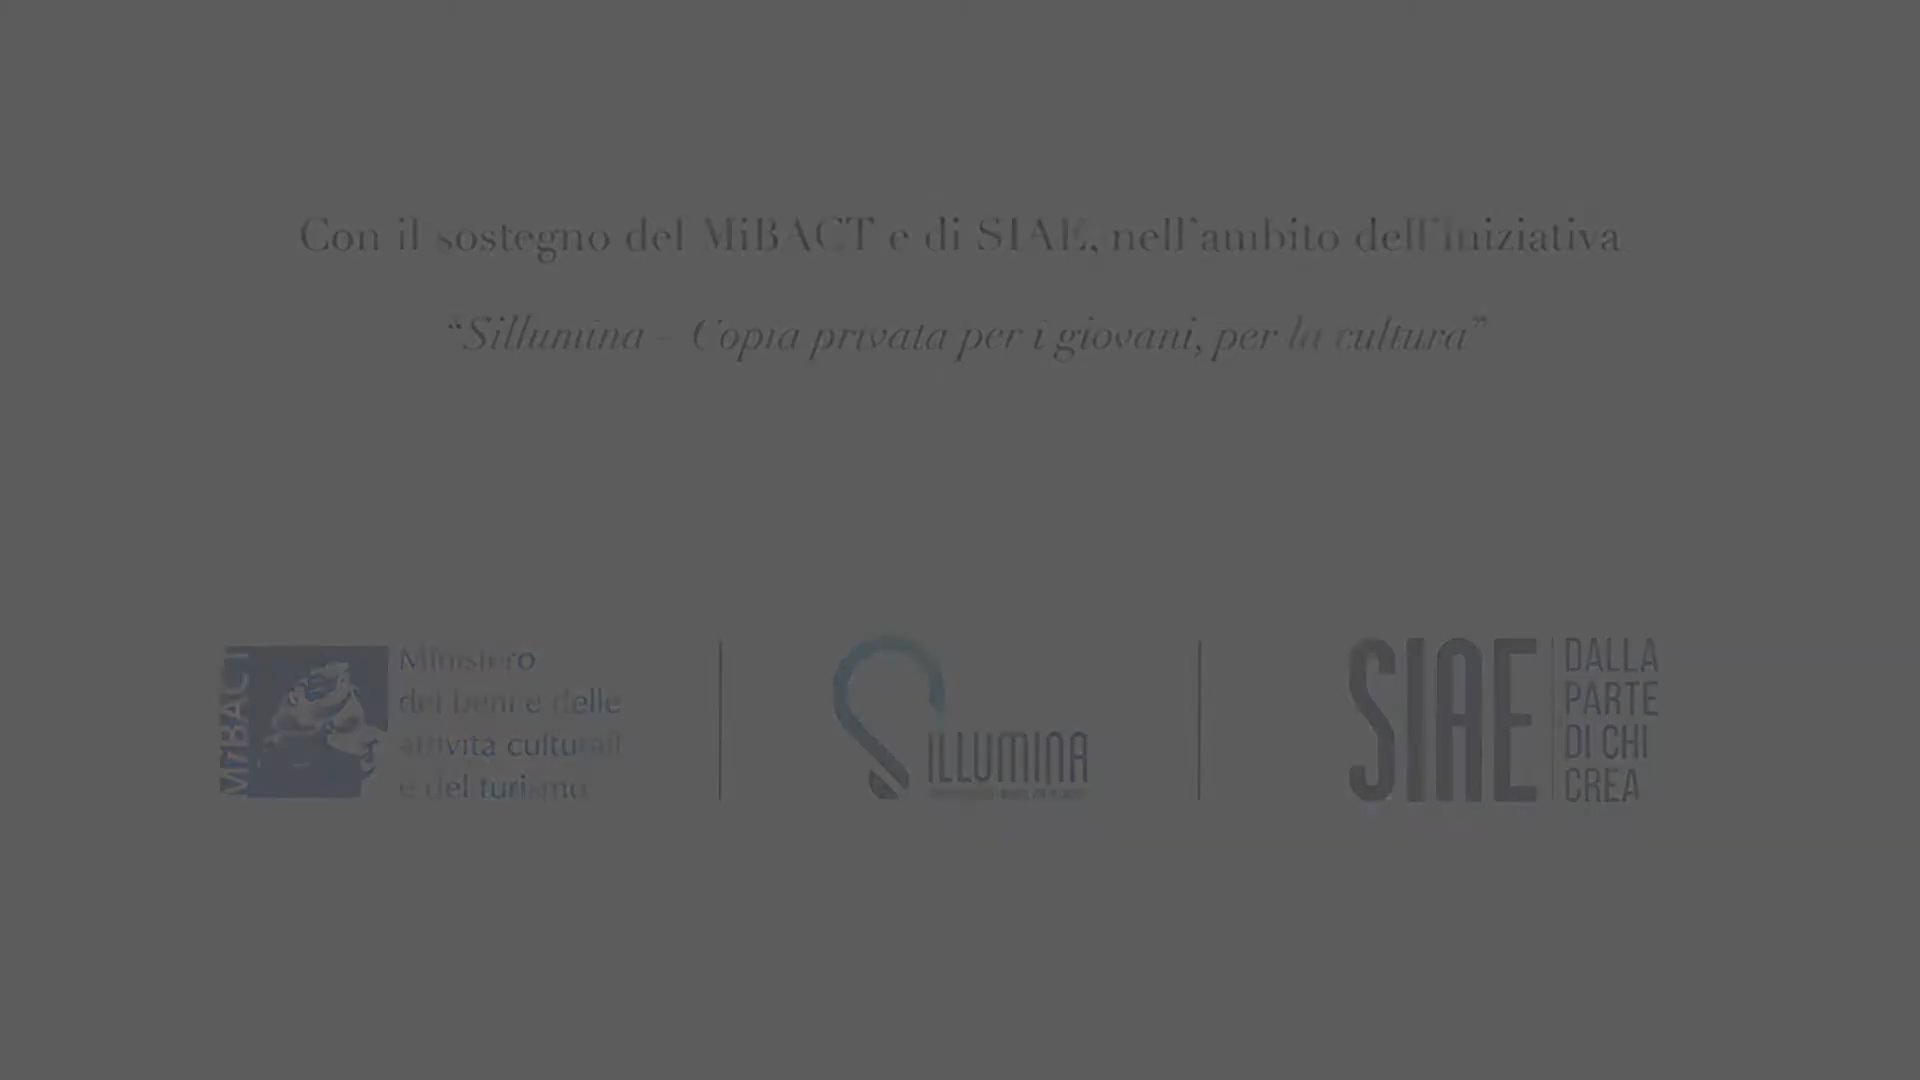 Con il sostegno del MiBACT e di SIAE, nell'ambito dell'iniziativa
“Sillumina – Copia privata per i giovani, per la cultura”
MiBACT
Ministero
dei beni e delle
attività culturali
e del turismo
SILLUMINA
SIAE
DALLA
PARTE
DI CHI
CREA